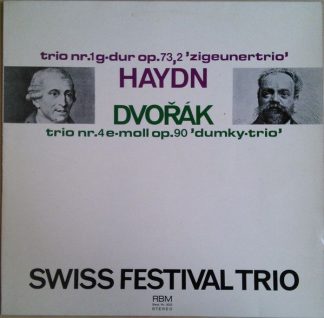 trio nr.1 g-dur op.73,2 'zigeunertrio'
HAYDN
DVOŘÁK
trio nr.4 e-moll op.90 'dumky-trio'
SWISS FESTIVAL TRIO
RBM
STEREO